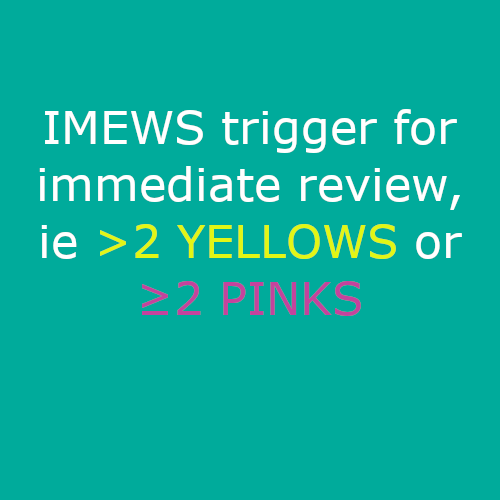 IMEWS trigger for
immediate review,
ie >2 YELLOWS or
≥2 PINKS